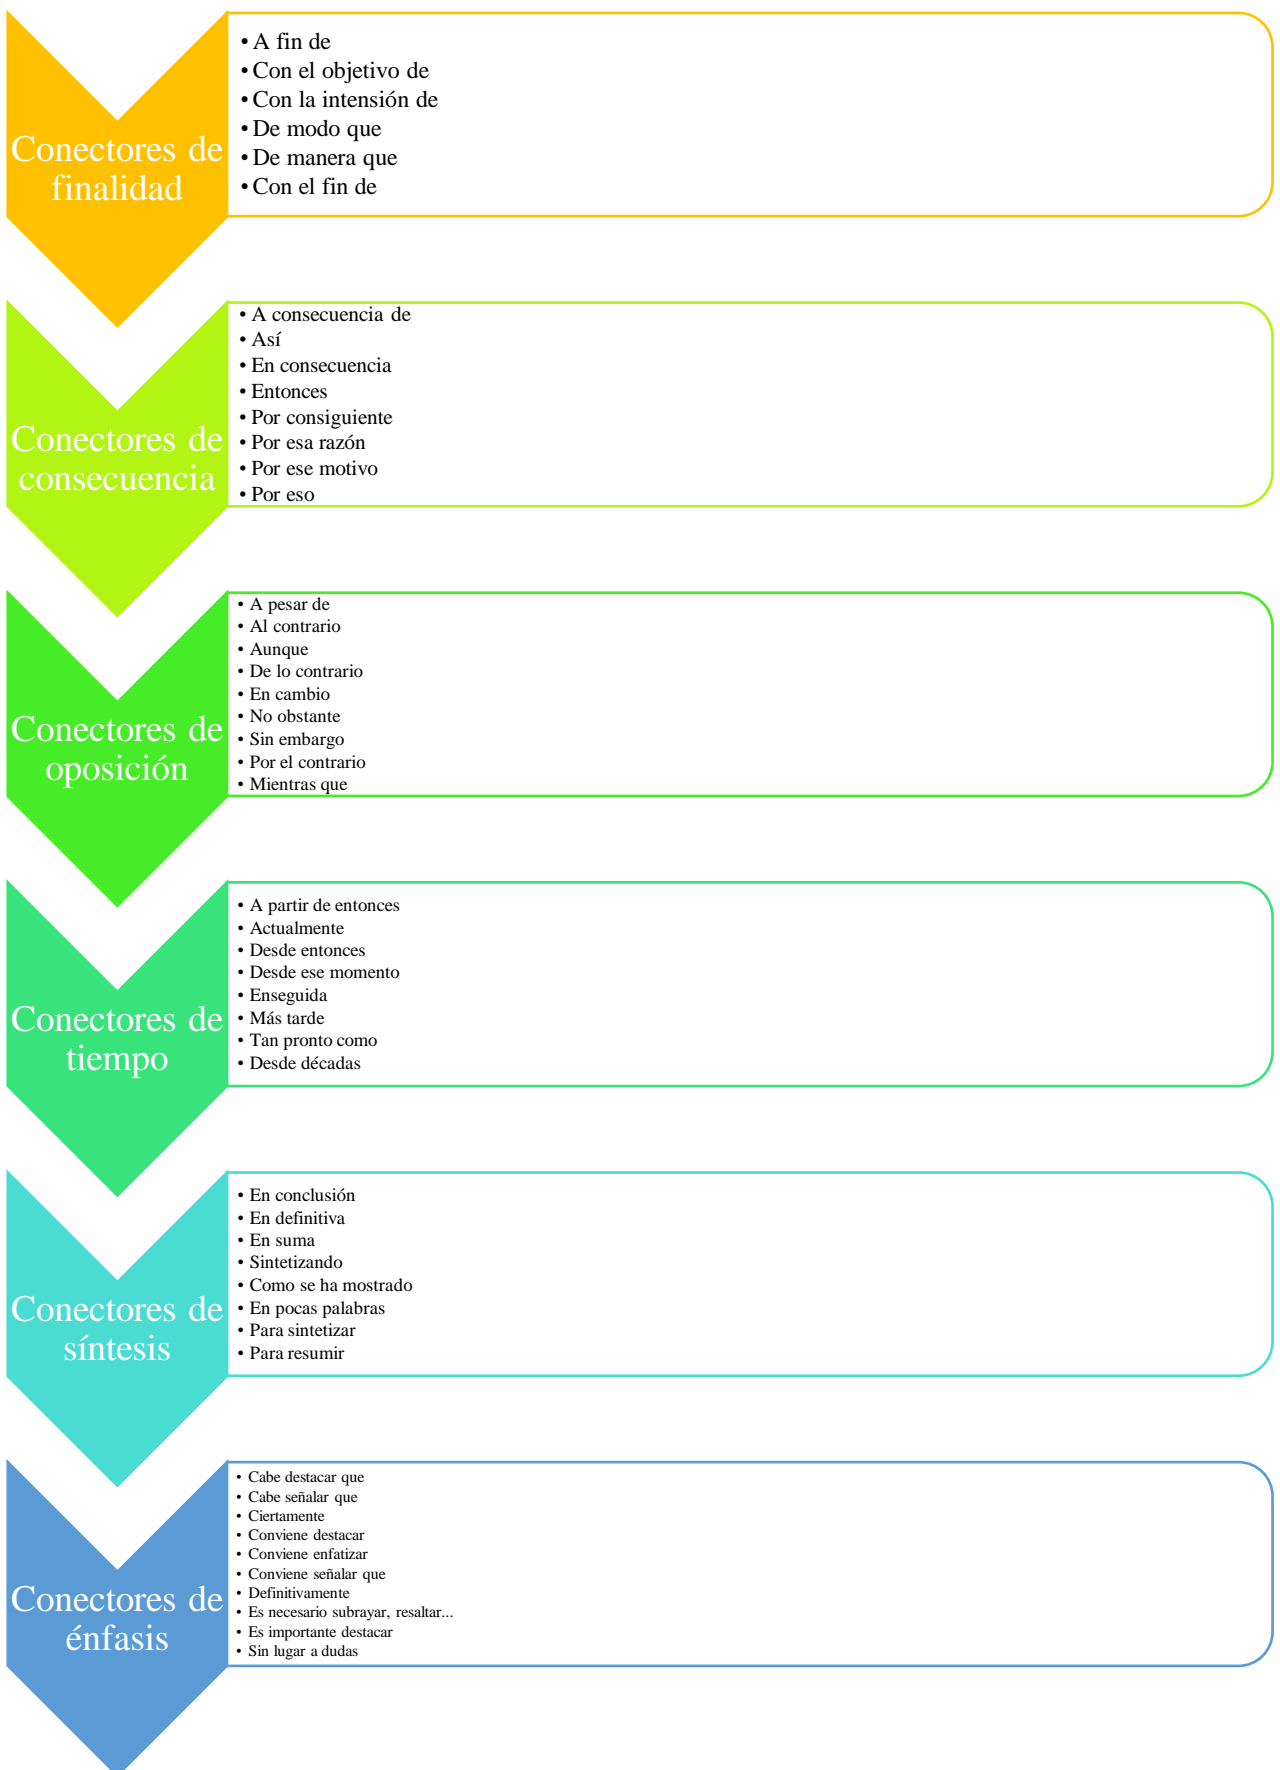 Conectores de
finalidad
• A fin de
• Con el objetivo de
• Con la intensión de
• De modo que
• De manera que
• Con el fin de
Conectores de
consecuencia
• A consecuencia de
• Así
• En consecuencia
• Entonces
• Por consiguiente
• Por esa razón
• Por ese motivo
• Por eso
Conectores de
oposición
• A pesar de
• Al contrario
• Aunque
• De lo contrario
• En cambio
• No obstante
• Sin embargo
• Por el contrario
• Mientras que
Conectores de
tiempo
• A partir de entonces
• Actualmente
• Desde entonces
• Desde ese momento
• Enseguida
• Más tarde
• Tan pronto como
• Desde décadas
Conectores de
síntesis
• En conclusión
• En definitiva
• En suma
• Sintetizando
• Como se ha mostrado
• En pocas palabras
• Para sintetizar
• Para resumir
Conectores de
énfasis
• Cabe destacar que
• Cabe señalar que
• Ciertamente
• Conviene destacar
• Conviene enfatizar
• Conviene señalar que
• Definitivamente
• Es necesario subrayar, resaltar...
• Es importante destacar
• Sin lugar a dudas